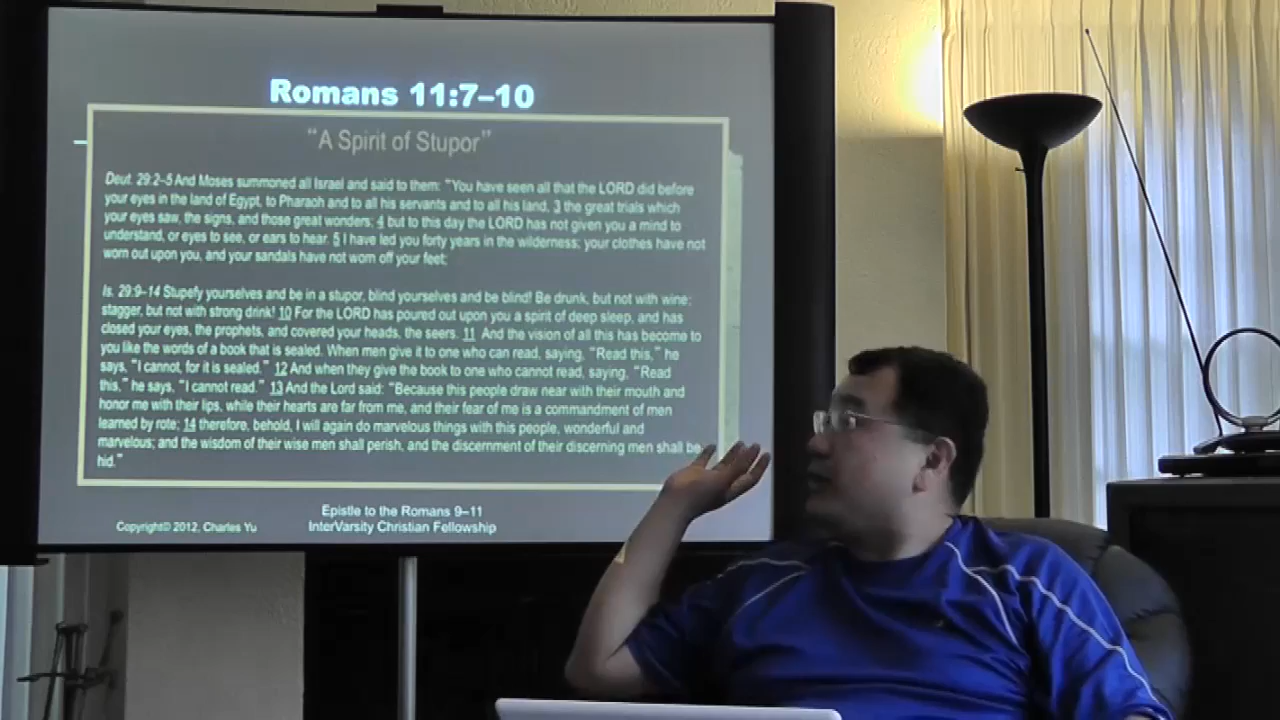 Romans 11:7–10
“A Spirit of Stupor”
Deut. 29:2–5 And Moses summoned all Israel and said to them: “You have seen all that the LORD did before
your eyes in the land of Egypt, to Pharaoh and to all his servants and to all his land, 3 the great trials which
your eyes saw, the signs, and those great wonders; 4 but to this day the LORD has not given you a mind to
understand, or eyes to see, or ears to hear. 5 I have led you forty years in the wilderness; your clothes have not
worn out upon you, and your sandals have not worn off your feet;
Is. 29:9–14 Stupefy yourselves and be in a stupor, blind yourselves and be blind! Be drunk, but not with wine;
stagger, but not with strong drink! 10 For the LORD has poured out upon you a spirit of deep sleep, and has
closed your eyes, the prophets, and covered your heads, the seers. 11 And the vision of all this has become to
you like the words of a book that is sealed. When men give it to one who can read, saying, “Read this,” he
says, “I cannot, for it is sealed.” 12 And when they give the book to one who cannot read, saying, “Read
this,” he says, “I cannot read.” 13 And the Lord said: “Because this people draw near with their mouth and
honor me with their lips, while their hearts are far from me, and their fear of me is a commandment of men
learned by rote; 14 therefore, behold, I will again do marvelous things with this people, wonderful and
marvelous; and the wisdom of their wise men shall perish, and the discernment of their discerning men shall be
hid.”
Epistle to the Romans 9–11
Copyright© 2012, Charles Yu
InterVarsity Christian Fellowship